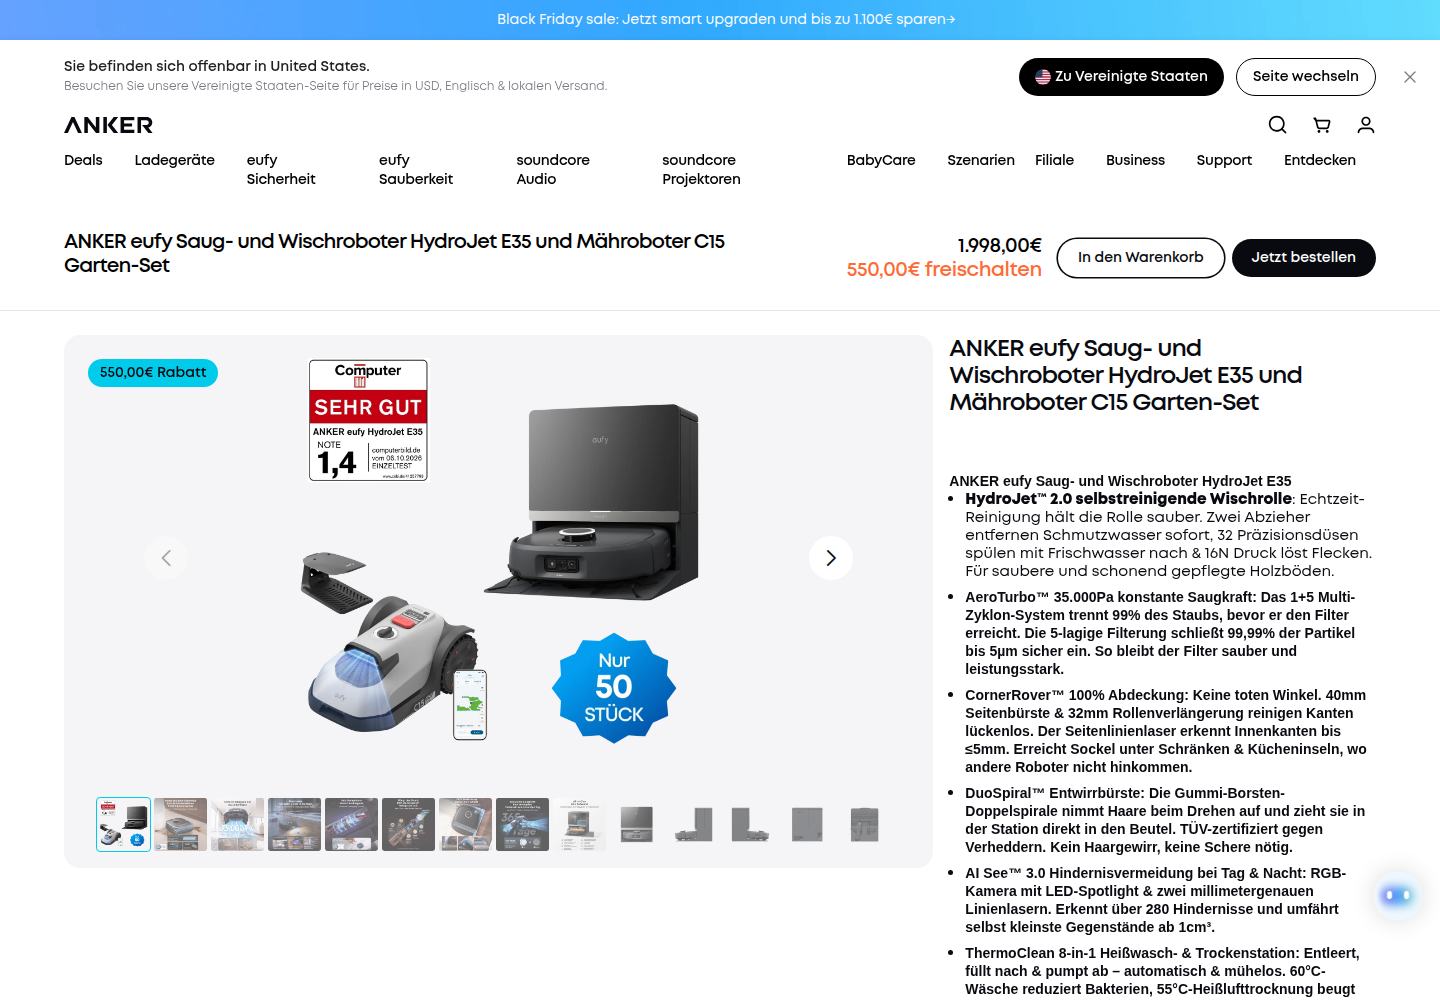 Black Friday sale: Jetzt smart upgraden und bis zu 1.100€ sparen→
Sie befinden sich offenbar in United States.
Besuchen Sie unsere Vereinigte Staaten-Seite für Preise in USD, Englisch & lokalen Versand.
Zu Vereinigte Staaten
Seite wechseln
ANKER
Deals
Ladegeräte
eufy
Sicherheit
eufy
Sauberkeit
soundcore
Audio
soundcore
Projektoren
BabyCare
Szenarien
Filiale
Business
Support
Entdecken
ANKER eufy Saug- und Wischroboter HydroJet E35 und Mähroboter C15
Garten-Set
1.998,00€
550,00€ freischalten
In den Warenkorb
Jetzt bestellen
550,00€ Rabatt
Computer
Bild
SEHR GUT
ANKER eufy HydroJet E35
NOTE
1,4
computerbild.de
vom 08.10.2026
EINZELTEST
eufy
eufy
C15
Nur
50
STÜCK
ANKER eufy Saug- und
Wischroboter HydroJet E35 und
Mähroboter C15 Garten-Set
ANKER eufy Saug- und Wischroboter HydroJet E35
HydroJet™ 2.0 selbstreinigende Wischrolle: Echtzeit-
Reinigung hält die Rolle sauber. Zwei Abzieher
entfernen Schmutzwasser sofort, 32 Präzisionsdüsen
spülen mit Frischwasser nach & 16N Druck löst Flecken.
Für saubere und schonend gepflegte Holzböden.
AeroTurbo™ 35.000Pa konstante Saugkraft: Das 1+5 Multi-
Zyklon-System trennt 99% des Staubs, bevor er den Filter
erreicht. Die 5-lagige Filterung schließt 99,99% der Partikel
bis 5µm sicher ein. So bleibt der Filter sauber und
leistungsstark.
CornerRover™ 100% Abdeckung: Keine toten Winkel. 40mm
Seitenbürste & 32mm Rollenverlängerung reinigen Kanten
lückenlos. Der Seitenlinienlaser erkennt Innenkanten bis
≤5mm. Erreicht Sockel unter Schränken & Kücheninseln, wo
andere Roboter nicht hinkommen.
DuoSpiral™ Entwirrbürste: Die Gummi-Borsten-
Doppelspirale nimmt Haare beim Drehen auf und zieht sie in
der Station direkt in den Beutel. TÜV-zertifiziert gegen
Verheddern. Kein Haargewirr, keine Schere nötig.
AI See™ 3.0 Hindernisvermeidung bei Tag & Nacht: RGB-
Kamera mit LED-Spotlight & zwei millimetergenauen
Linienlasern. Erkennt über 280 Hindernisse und umfährt
selbst kleinste Gegenstände ab 1cm³.
ThermoClean 8-in-1 Heißwasch- & Trockenstation: Entleert,
füllt nach & pumpt ab – automatisch & mühelos. 60°C-
Wäsche reduziert Bakterien, 55°C-Heißlufttrocknung beugt